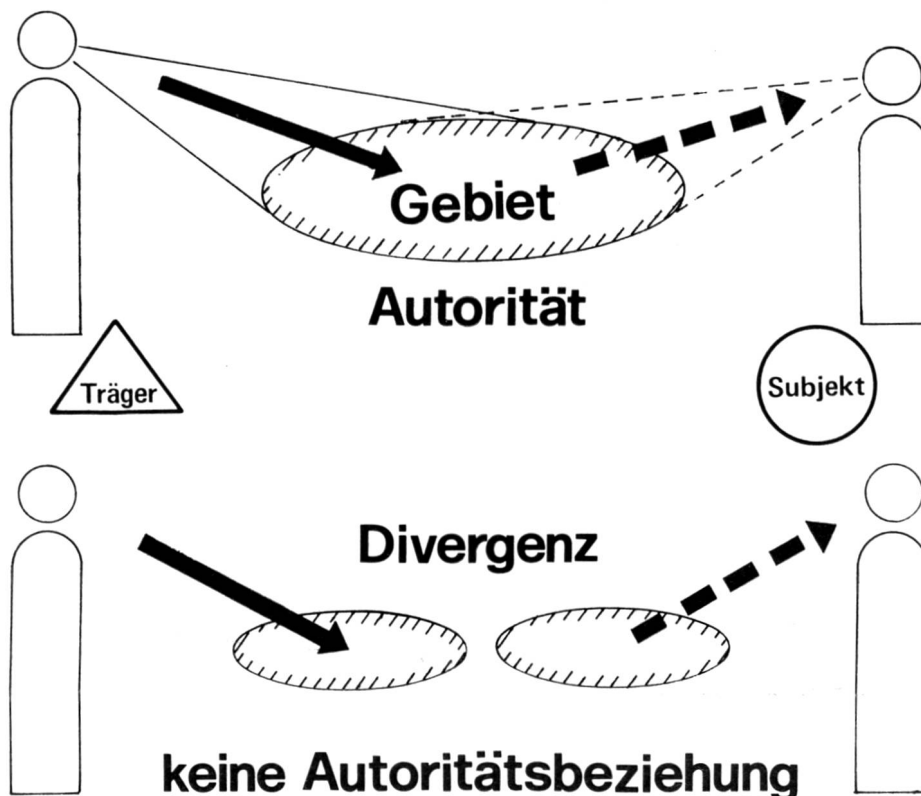 Gebiet
Autorität
Träger
Subjekt
Divergenz
keine Autoritätsbeziehung